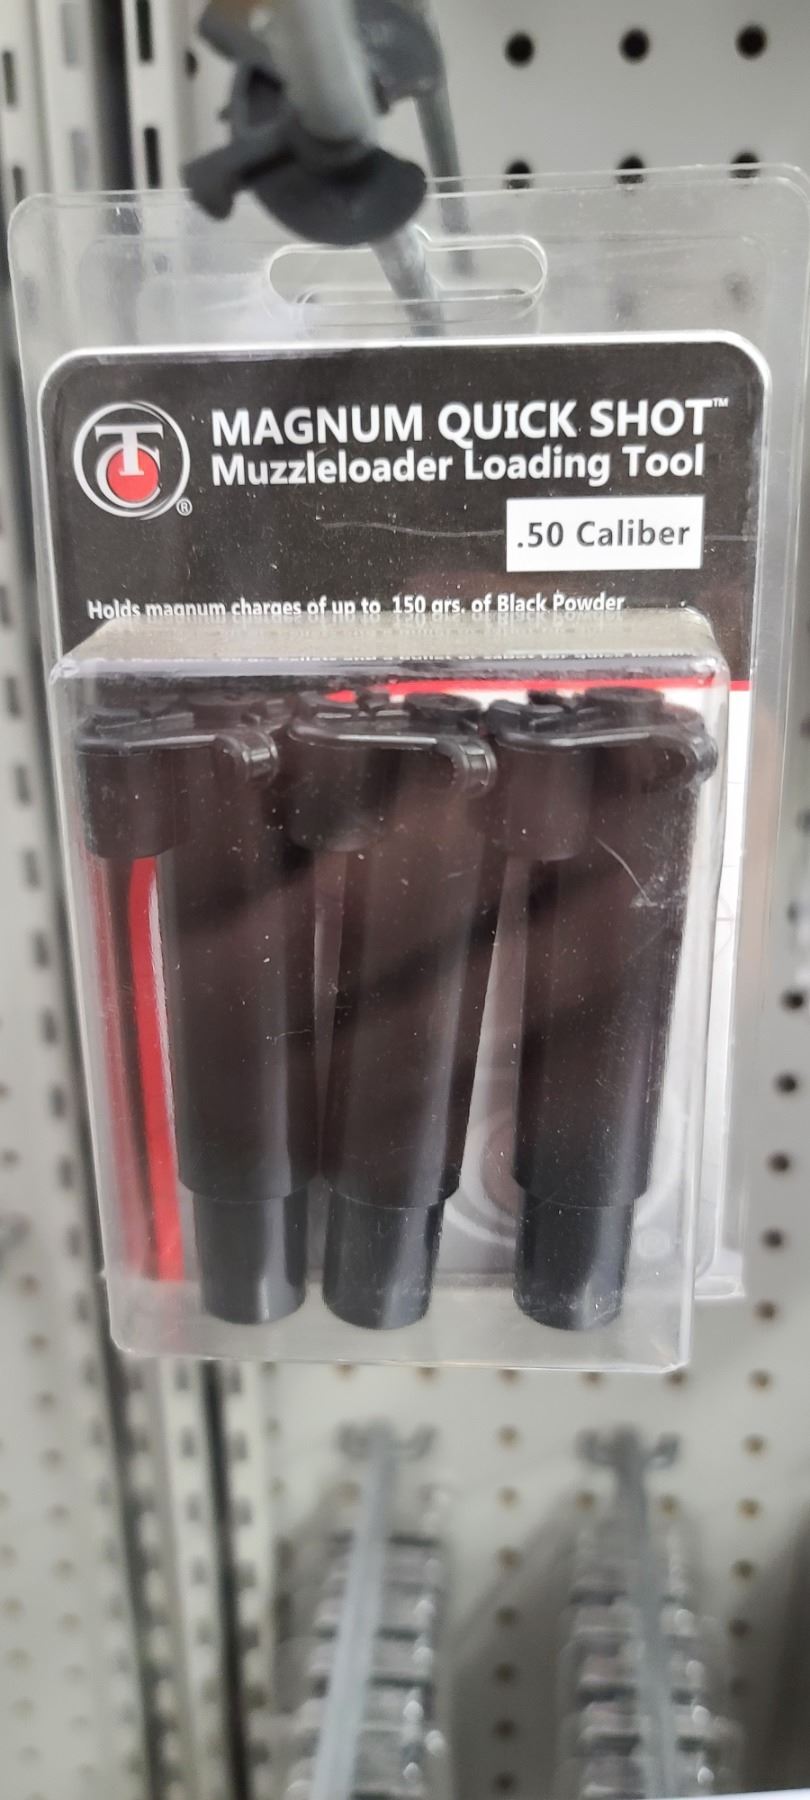 TC
®
MAGNUM QUICK SHOT™
Muzzleloader Loading Tool
.50 Caliber
Holds magnum charges of up to 150 grs. of Black Powder